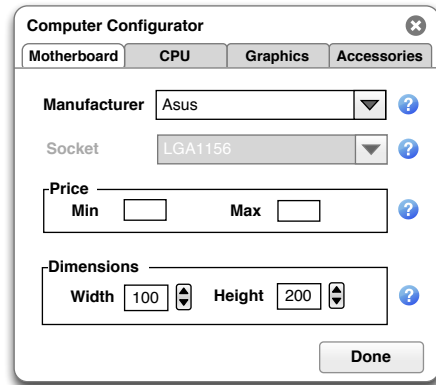 Computer Configurator
Motherboard CPU Graphics Accessories
Manufacturer Asus ?
Socket LGA1156 ?
Price
Min Max ?
Dimensions
Width 100 Height 200 ?
Done